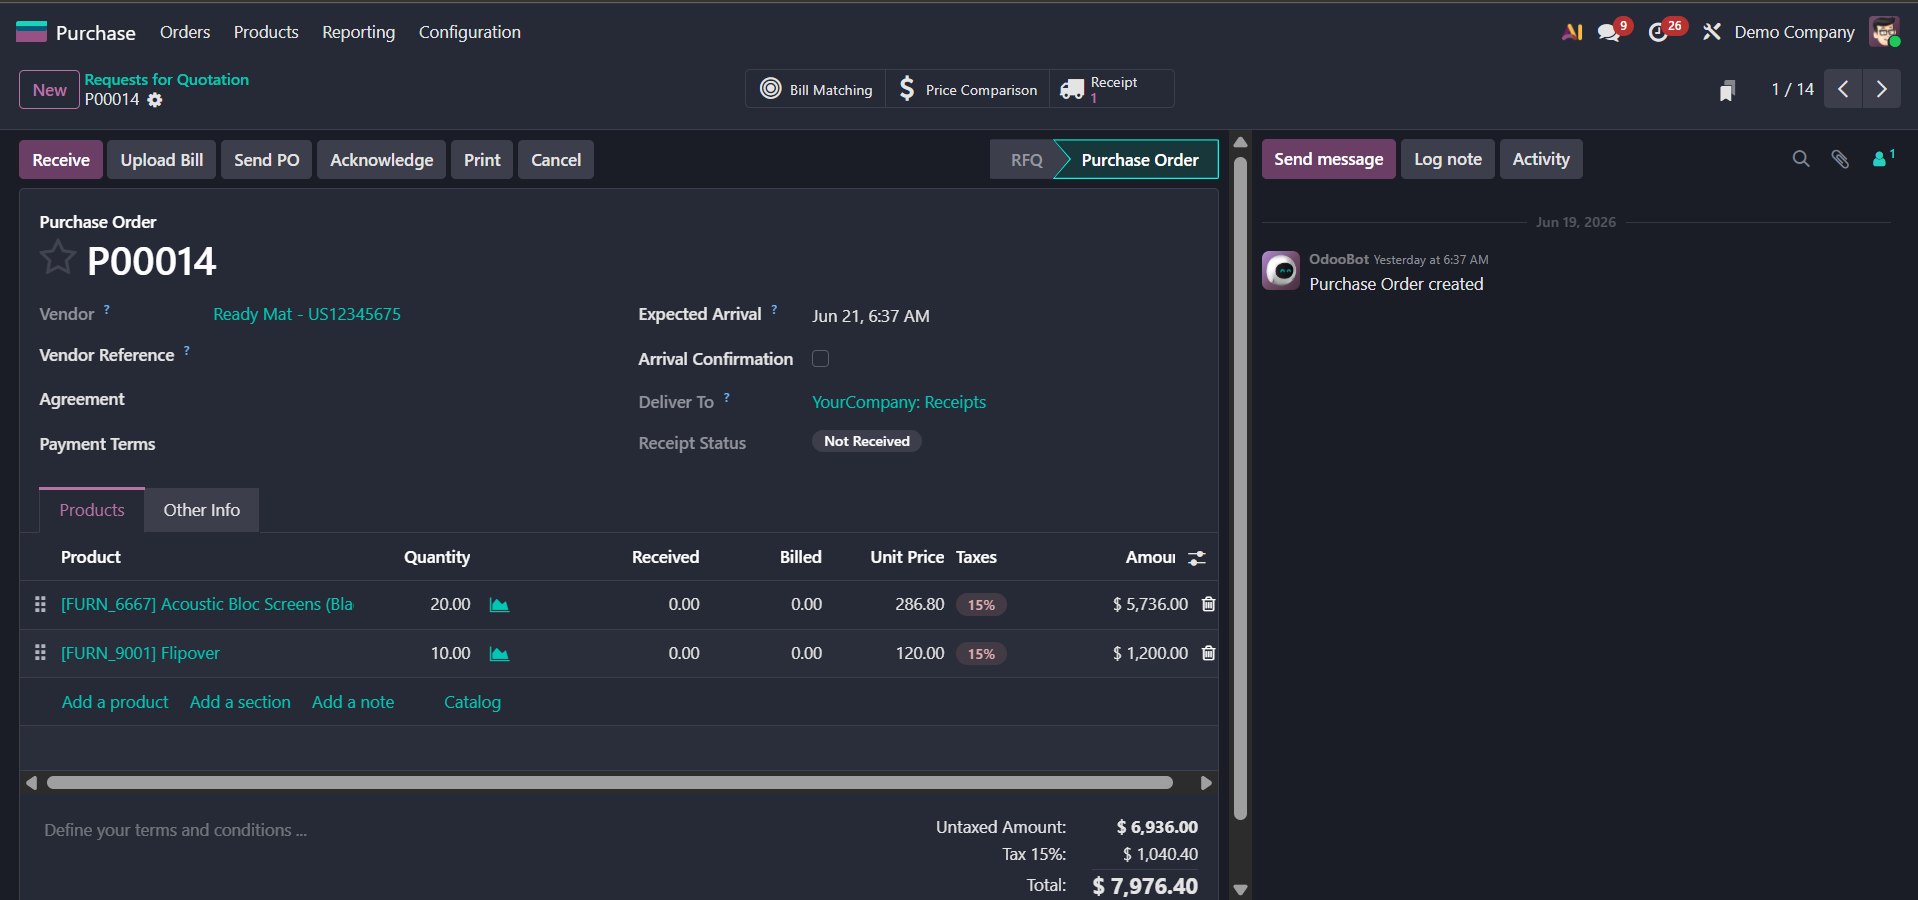 Purchase Orders Products Reporting Configuration AI 9 26 Demo Company
New Requests for Quotation
P00014
Bill Matching Price Comparison Receipt 1
1 / 14
Receive Upload Bill Send PO Acknowledge Print Cancel RFQ Purchase Order
Send message Log note Activity 1
Purchase Order
P00014
Vendor ? Ready Mat - US12345675
Vendor Reference ?
Agreement
Payment Terms
Expected Arrival ? Jun 21, 6:37 AM
Arrival Confirmation
Deliver To ? YourCompany: Receipts
Receipt Status Not Received
Products Other Info
Product Quantity Received Billed Unit Price Taxes Amoun
[FURN_6667] Acoustic Bloc Screens (Bla 20.00 0.00 0.00 286.80 15% $ 5,736.00
[FURN_9001] Flipover 10.00 0.00 0.00 120.00 15% $ 1,200.00
Add a product Add a section Add a note Catalog
Define your terms and conditions ...
Untaxed Amount: $ 6,936.00
Tax 15%: $ 1,040.40
Total: $ 7,976.40
Jun 19, 2026
OdooBot Yesterday at 6:37 AM
Purchase Order created